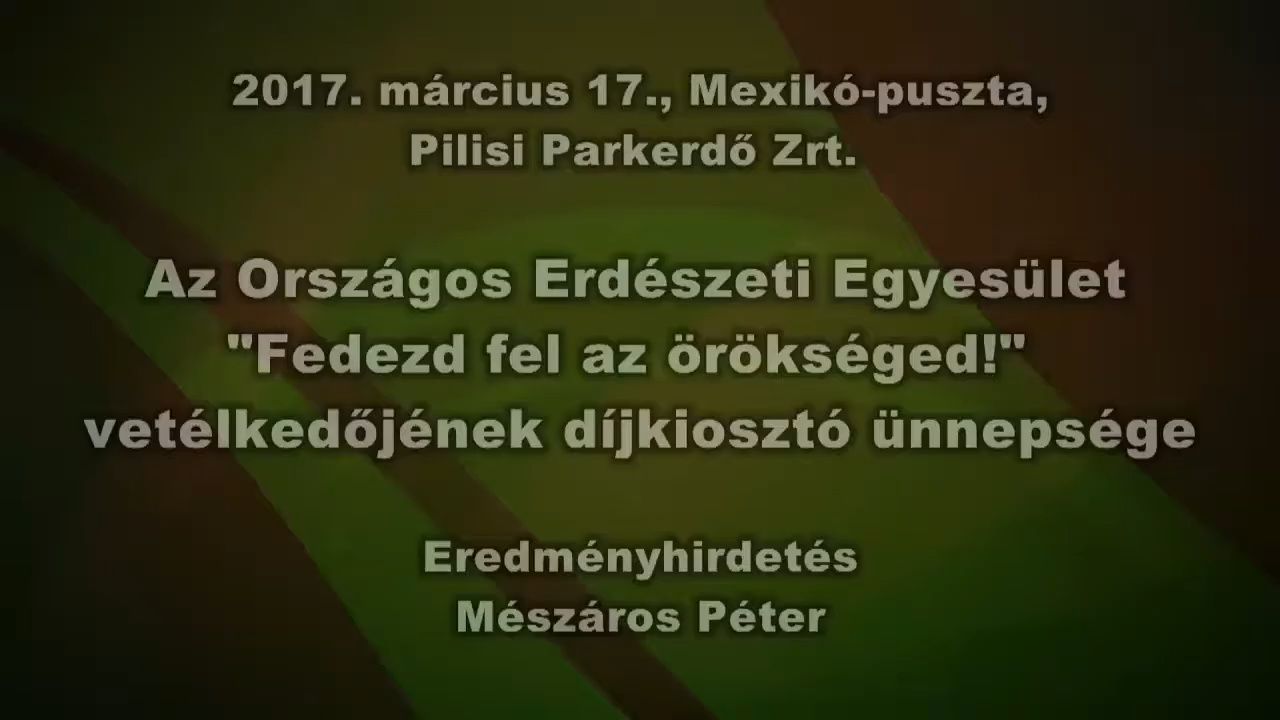 2017. március 17., Mexikó-puszta,
Pilisi Parkerdő Zrt.
Az Országos Erdészeti Egyesület
"Fedezd fel az örökséged!"
vetélkedőjének díjkiosztó ünnepsége
Eredményhirdetés
Mészáros Péter